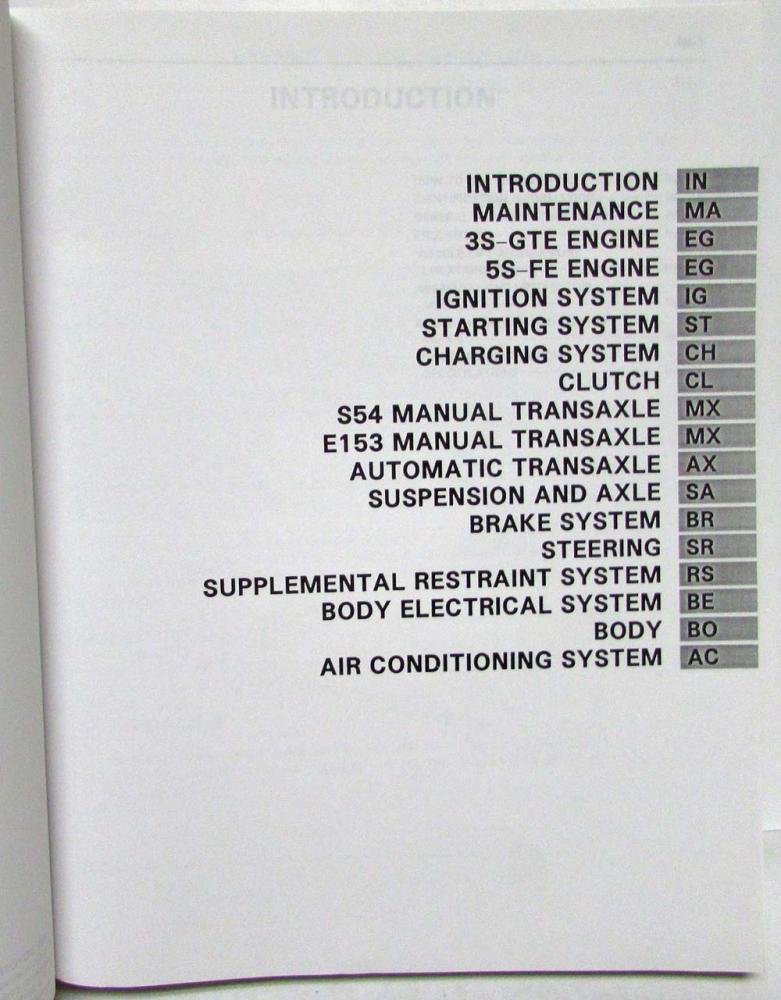 INTRODUCTION
INTRODUCTION IN
MAINTENANCE MA
3S-GTE ENGINE EG
5S-FE ENGINE EG
IGNITION SYSTEM IG
STARTING SYSTEM ST
CHARGING SYSTEM CH
CLUTCH CL
S54 MANUAL TRANSAXLE MX
E153 MANUAL TRANSAXLE MX
AUTOMATIC TRANSAXLE AX
SUSPENSION AND AXLE SA
BRAKE SYSTEM BR
STEERING SR
SUPPLEMENTAL RESTRAINT SYSTEM RS
BODY ELECTRICAL SYSTEM BE
BODY BO
AIR CONDITIONING SYSTEM AC